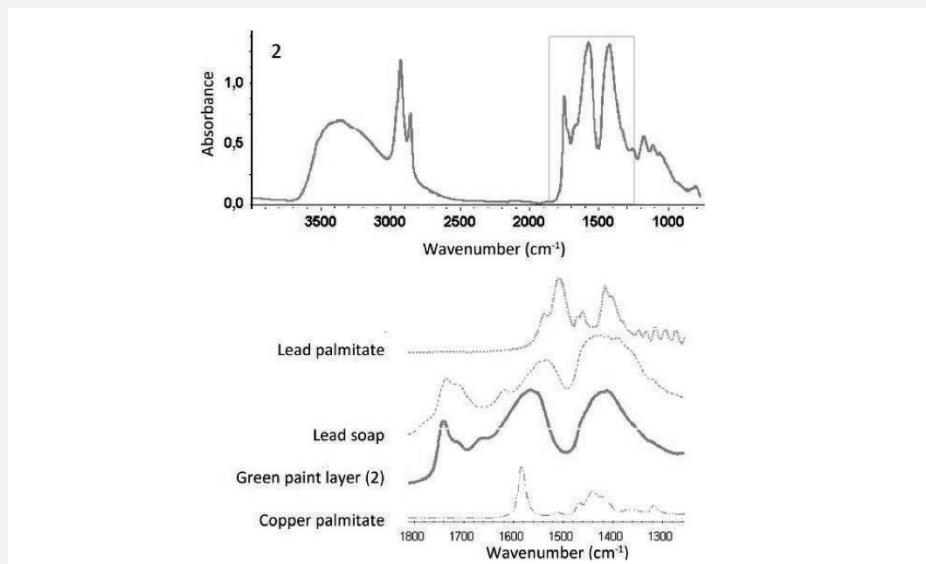 2
Absorbance
1,0
0,5
0,0
3500 3000 2500 2000 1500 1000
Wavenumber (cm⁻¹)
Lead palmitate
Lead soap
Green paint layer (2)
Copper palmitate
1800 1700 1600 1500 1400 1300
Wavenumber (cm⁻¹)